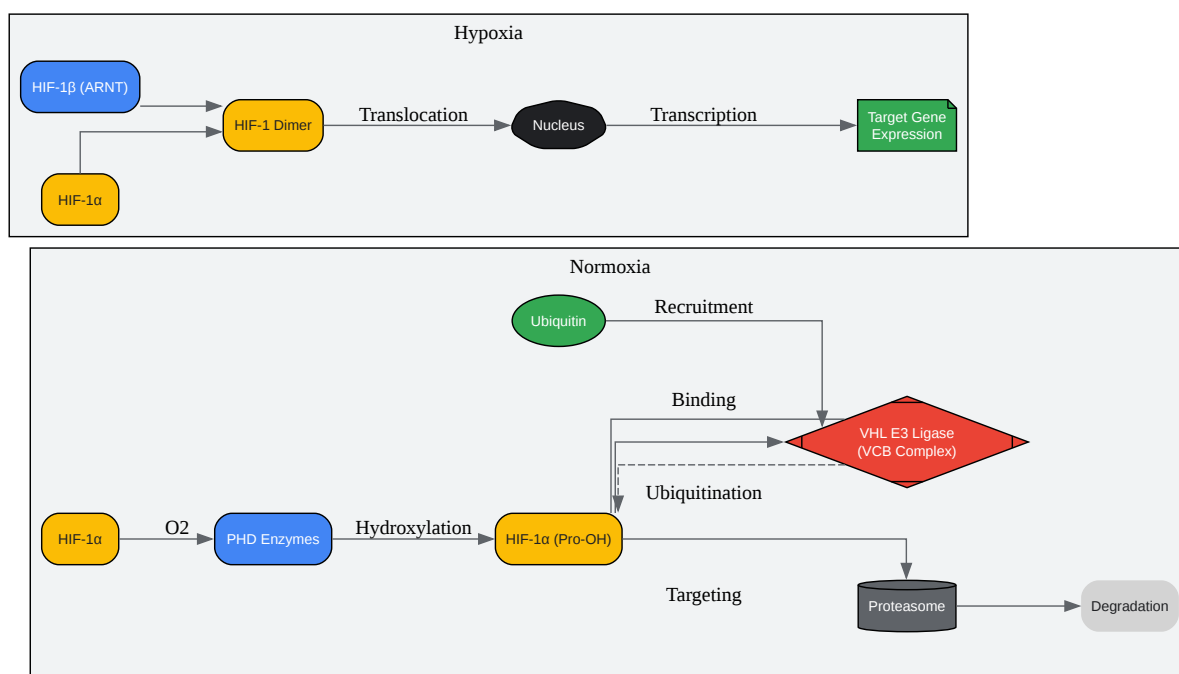 Hypoxia
HIF-1β (ARNT)
HIF-1 Dimer
Translocation
Nucleus
Transcription
Target Gene
Expression
HIF-1α
Normoxia
Ubiquitin
Recruitment
Binding
VHL E3 Ligase
(VCB Complex)
Ubiquitination
HIF-1α
O2
PHD Enzymes
Hydroxylation
HIF-1α (Pro-OH)
Targeting
Proteasome
Degradation